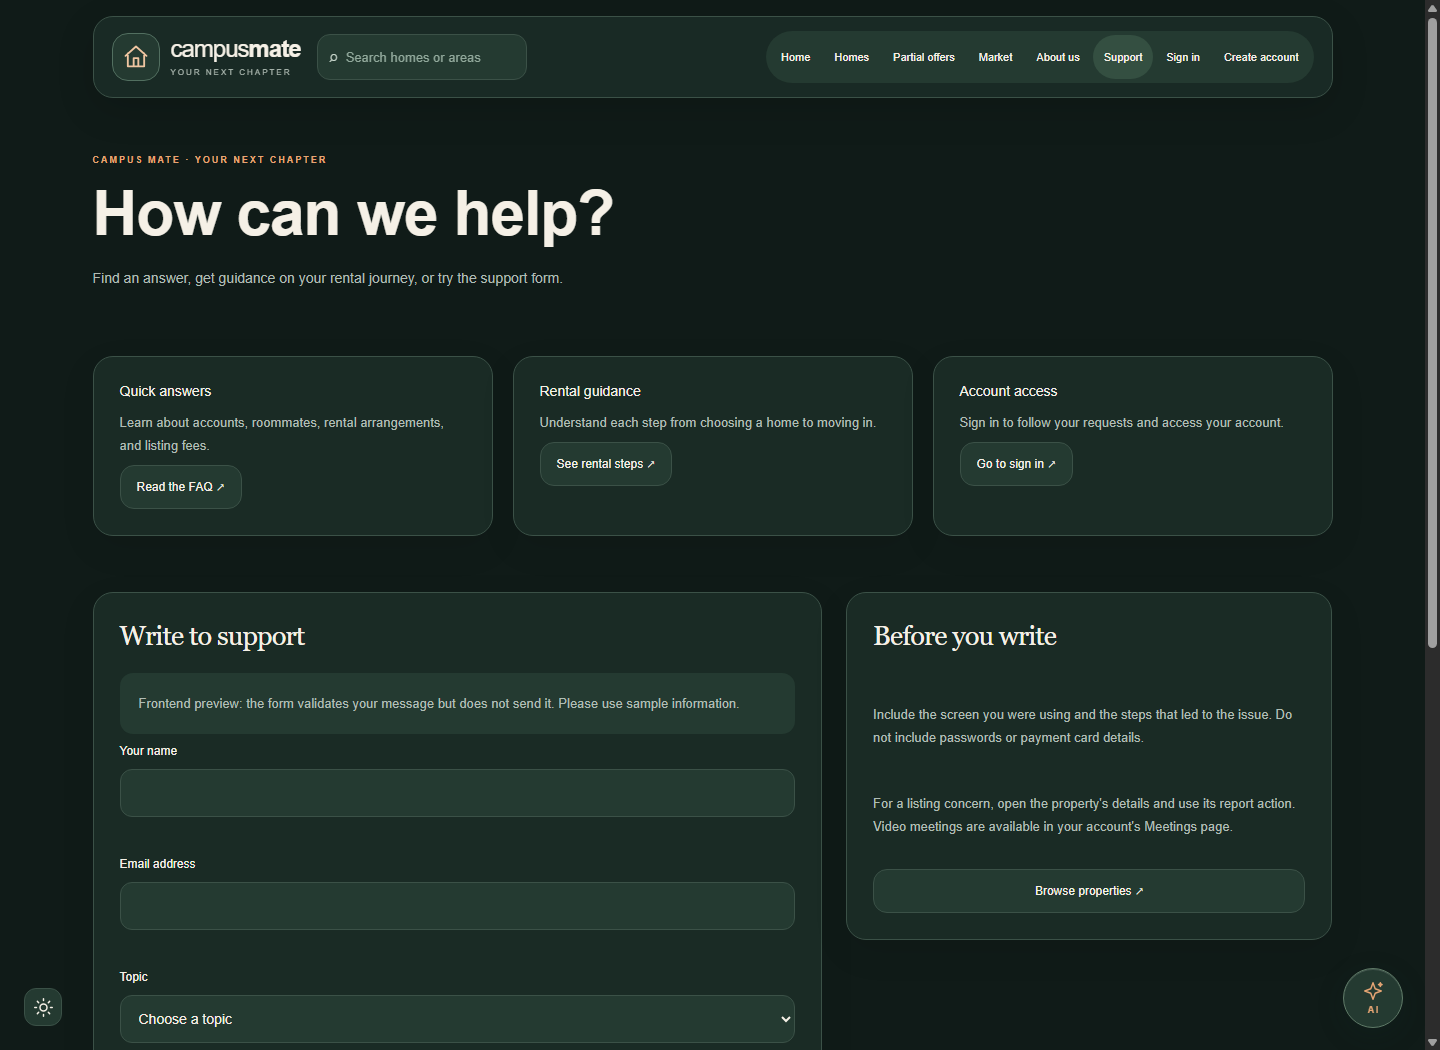 campusmate
YOUR NEXT CHAPTER
Search homes or areas
Home
Homes
Partial offers
Market
About us
Support
Sign in
Create account
CAMPUS MATE · YOUR NEXT CHAPTER
How can we help?
Find an answer, get guidance on your rental journey, or try the support form.
Quick answers
Learn about accounts, roommates, rental arrangements,
and listing fees.
Read the FAQ ↗
Rental guidance
Understand each step from choosing a home to moving in.
See rental steps ↗
Account access
Sign in to follow your requests and access your account.
Go to sign in ↗
Write to support
Frontend preview: the form validates your message but does not send it. Please use sample information.
Your name
Email address
Topic
Choose a topic
Before you write
Include the screen you were using and the steps that led to the issue. Do
not include passwords or payment card details.
For a listing concern, open the property's details and use its report action.
Video meetings are available in your account's Meetings page.
Browse properties ↗
AI